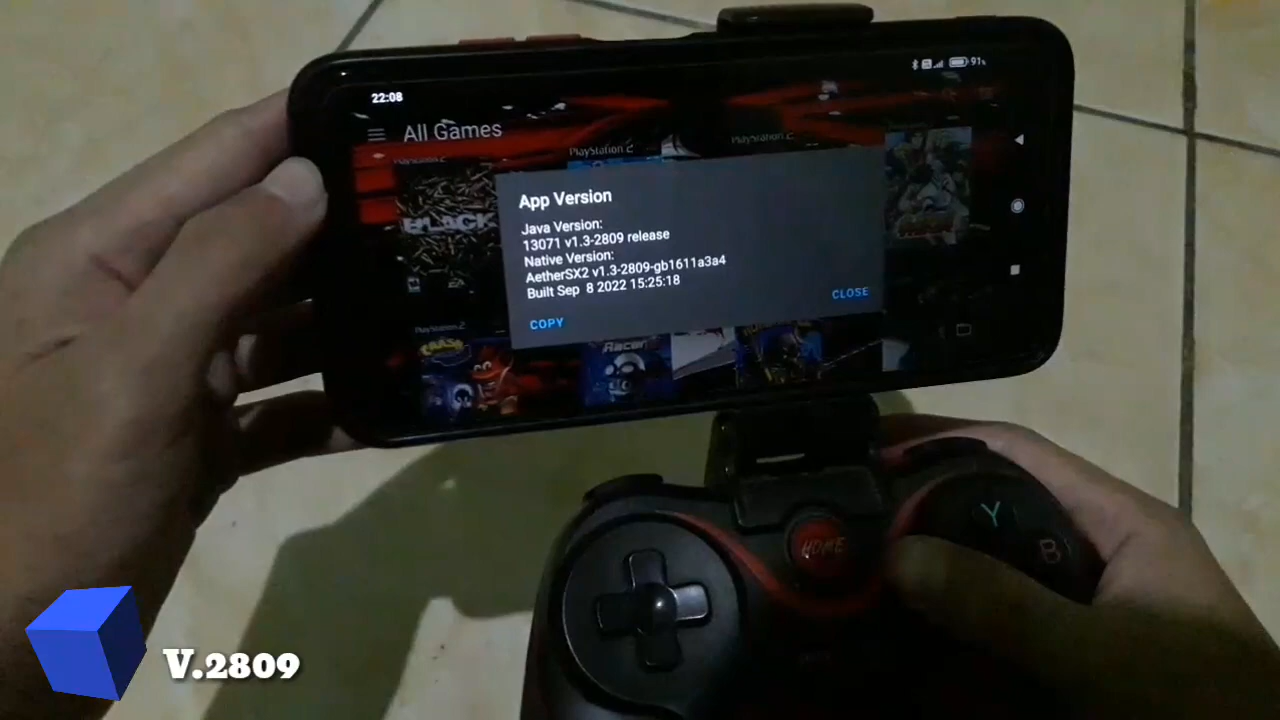 22:08
91%
All Games
PlayStation 2
PlayStation 2
PlayStation 2
BLACK
App Version
Java Version:
13071 v1.3-2809 release
Native Version:
AetherSX2 v1.3-2809-gb1611a3a4
Built Sep 8 2022 15:25:18
COPY
CLOSE
PlayStation 2
CRASH
Racer
HOME
Y
B
V.2809